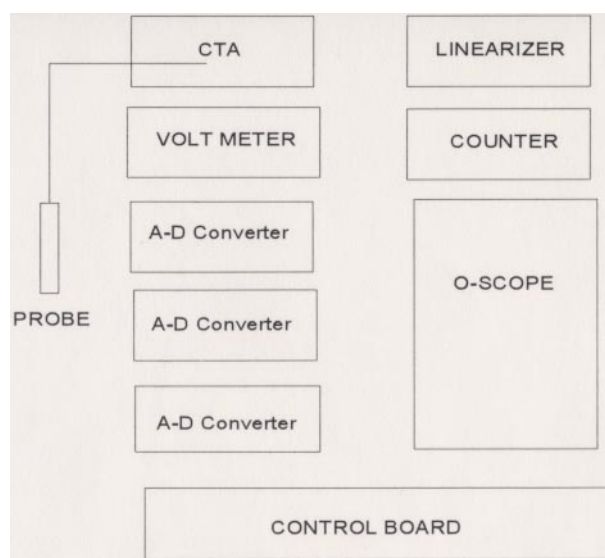 CTA
LINEARIZER
VOLT METER
COUNTER
A-D Converter
O-SCOPE
A-D Converter
PROBE
A-D Converter
CONTROL BOARD